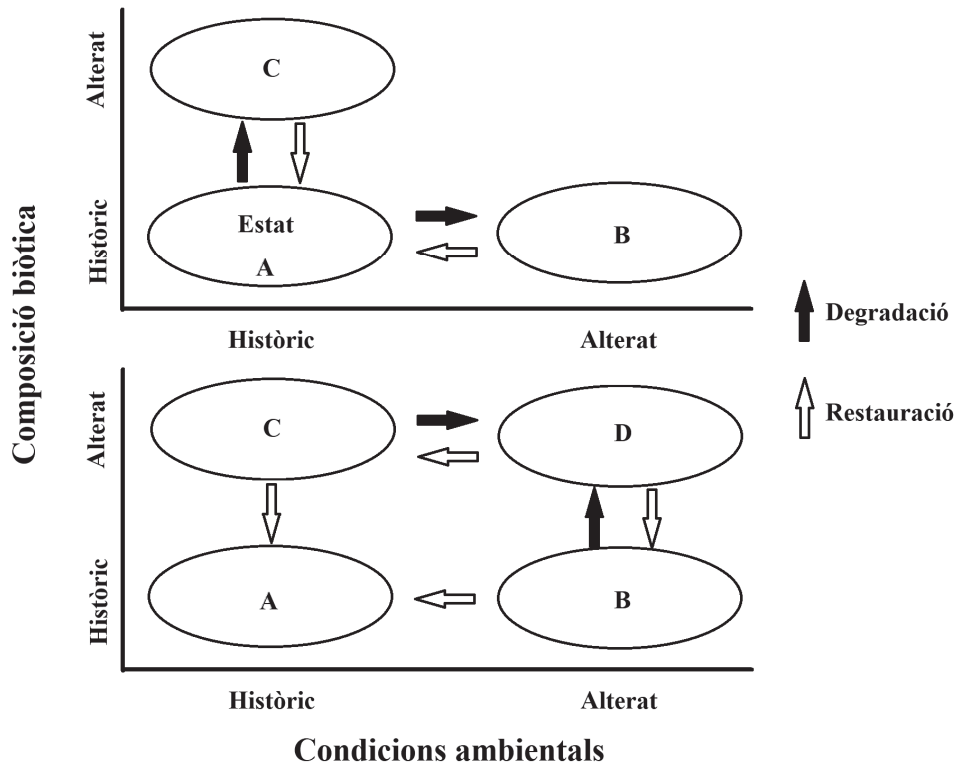 Composició biòtica
Alterat
Històric
C
Estat
A
B
Històric
Alterat
Degradació
Restauració
Alterat
Històric
C
D
A
B
Històric
Alterat
Condicions ambientals